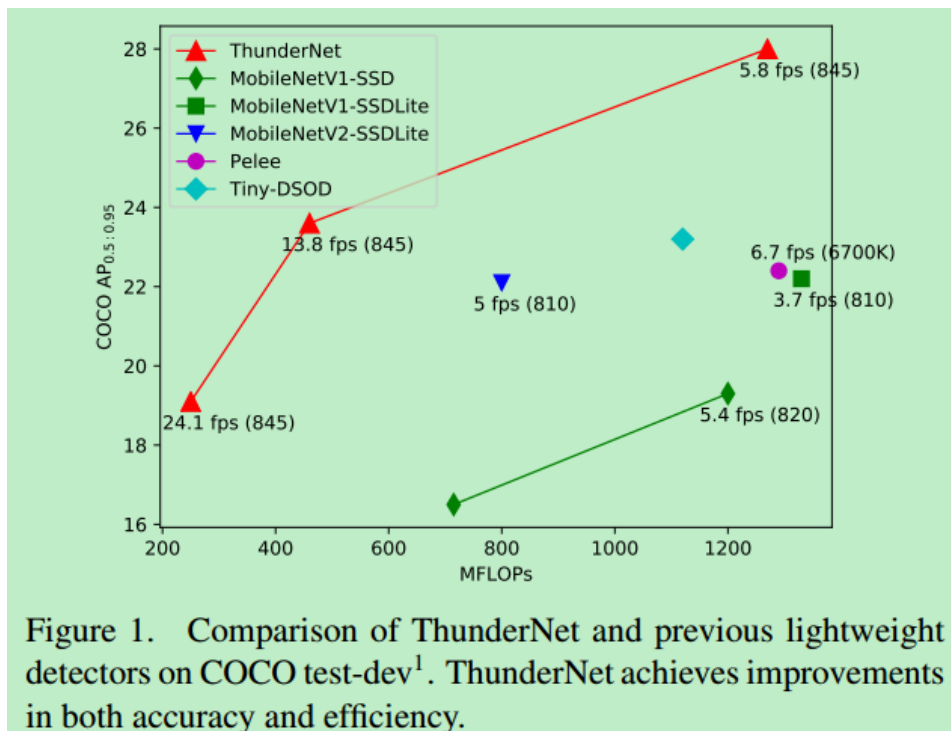 28
26
24
22
20
18
16
COCO AP0.5 : 0.95
ThunderNet
MobileNetV1-SSD
MobileNetV1-SSDLite
MobileNetV2-SSDLite
Pelee
Tiny-DSOD
5.8 fps (845)
13.8 fps (845)
6.7 fps (6700K)
5 fps (810)
3.7 fps (810)
24.1 fps (845)
5.4 fps (820)
200 400 600 800 1000 1200
MFLOPs
Figure 1. Comparison of ThunderNet and previous lightweight
detectors on COCO test-dev1. ThunderNet achieves improvements
in both accuracy and efficiency.